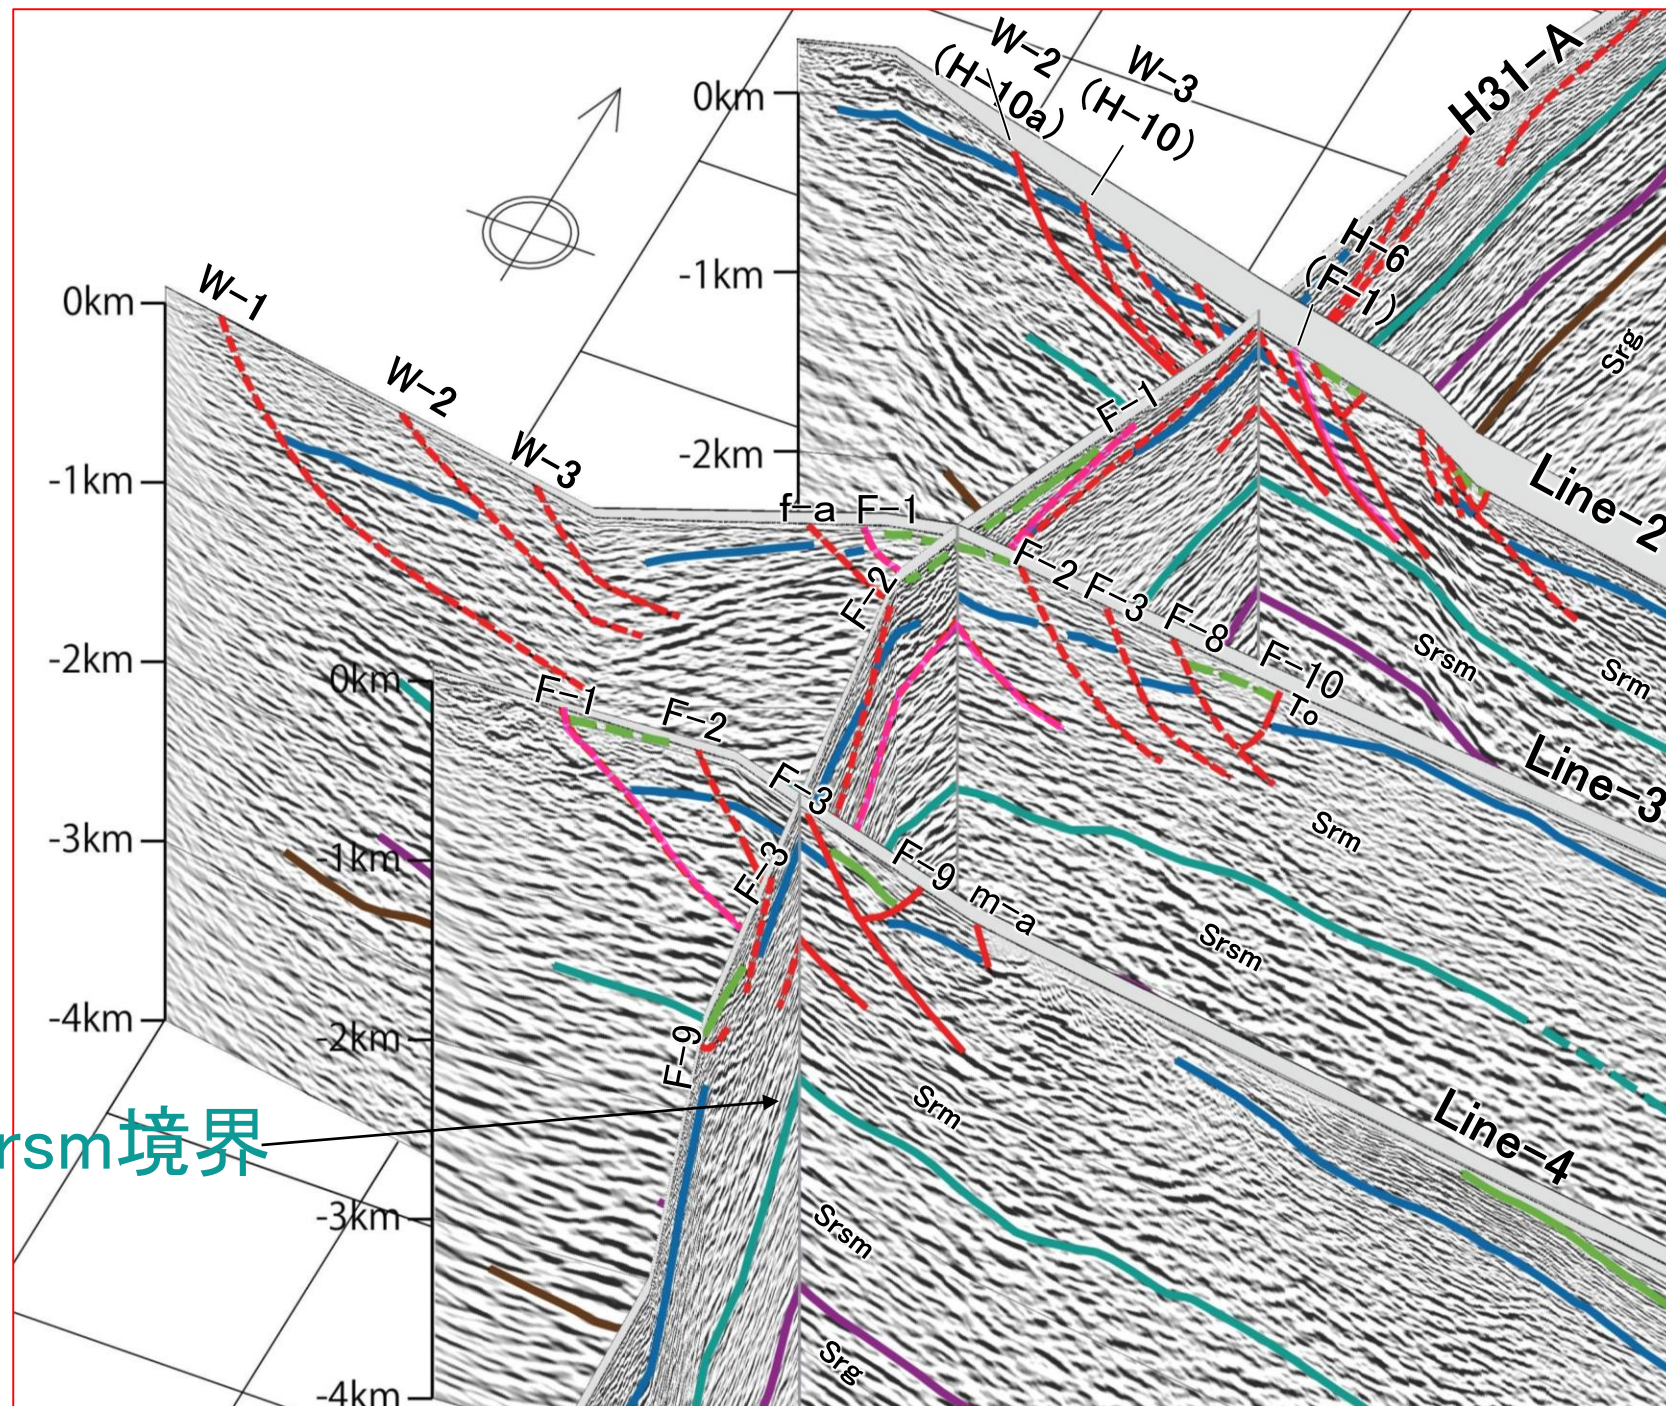 W-2
(H-10a)
W-3
(H-10)
H31-A
0km
-1km
-2km
H-6
(F-1)
Srg
W-1
W-2
W-3
0km
-1km
-2km
-3km
-4km
F-1
f-a
F-1
F-2
F-2
F-3
F-8
F-10
To
Srsm
Srm
Line-2
Line-3
0km
-1km
-2km
-3km
-4km
F-1
F-2
F-3
F-3
F-9
F-9
m-a
Srm
Srsm
Srm
Srsm
Srg
Line-4
rsm境界